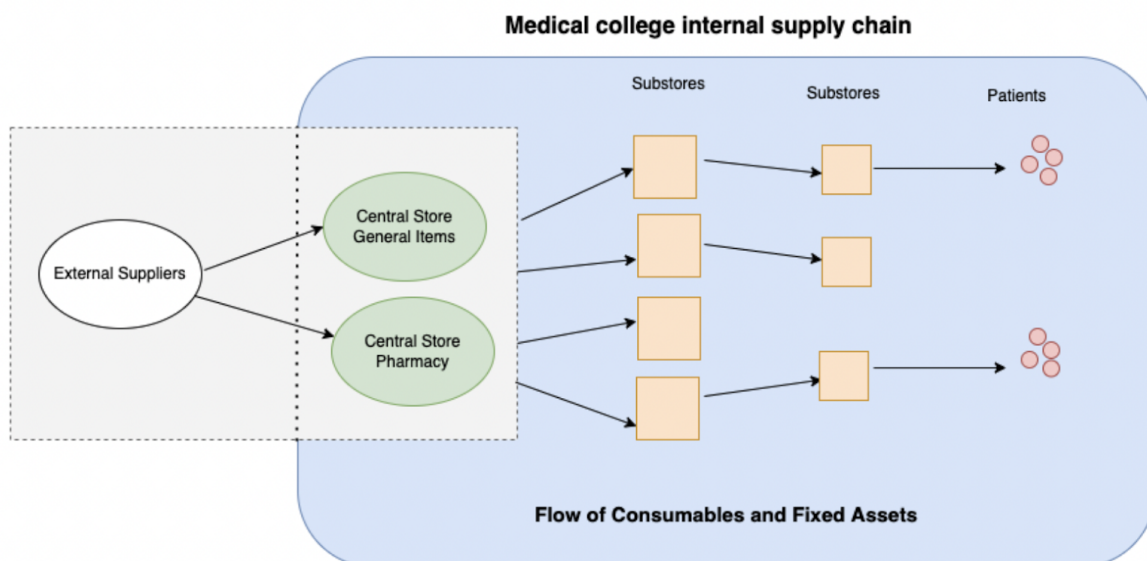 Medical college internal supply chain
Substores
Substores
Patients
Central Store
General Items
External Suppliers
Central Store
Pharmacy
Flow of Consumables and Fixed Assets